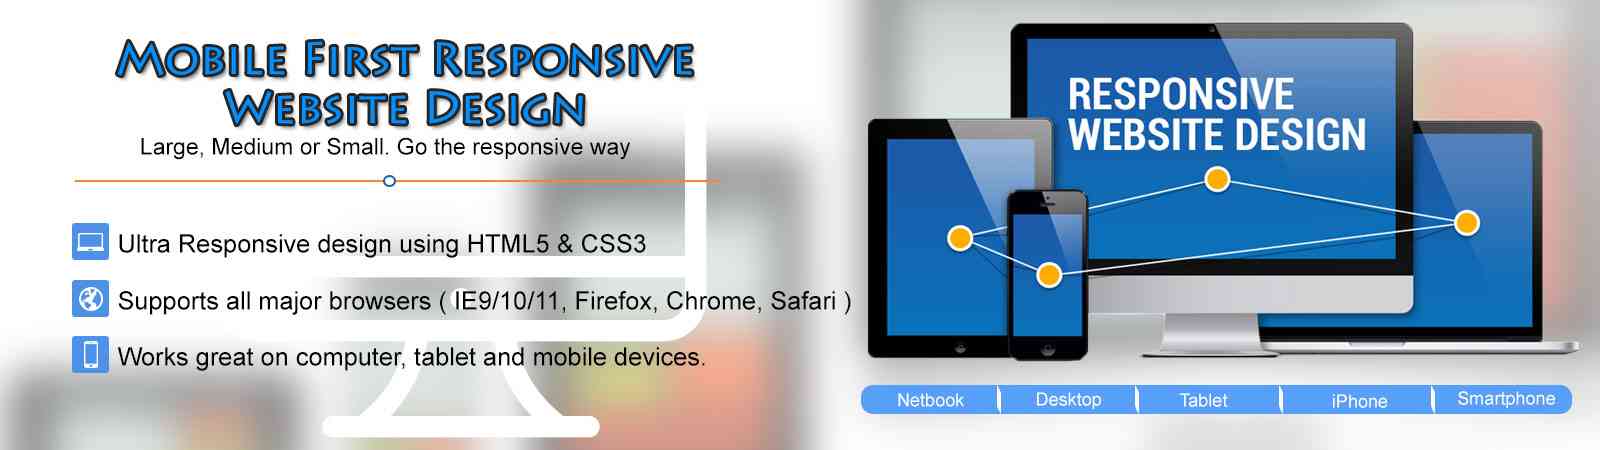 Mobile First Responsive
Website Design
Large, Medium or Small. Go the responsive way
Ultra Responsive design using HTML5 & CSS3
Supports all major browsers ( IE9/10/11, Firefox, Chrome, Safari )
Works great on computer, tablet and mobile devices.
RESPONSIVE
WEBSITE DESIGN
Netbook
Desktop
Tablet
iPhone
Smartphone